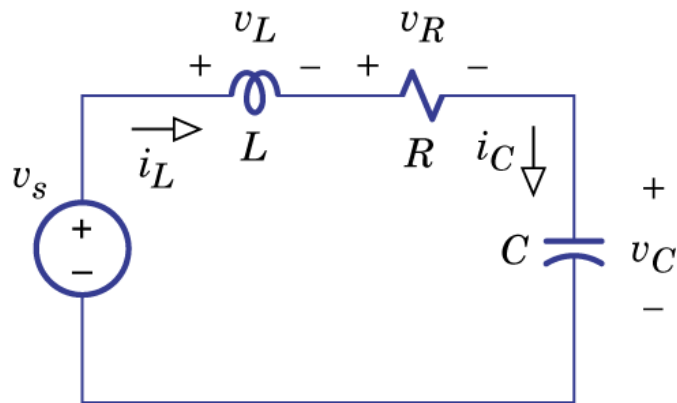 v_L v_R
+ − + −
L R
i_L i_C
v_s
+
−
C
+
v_C
−